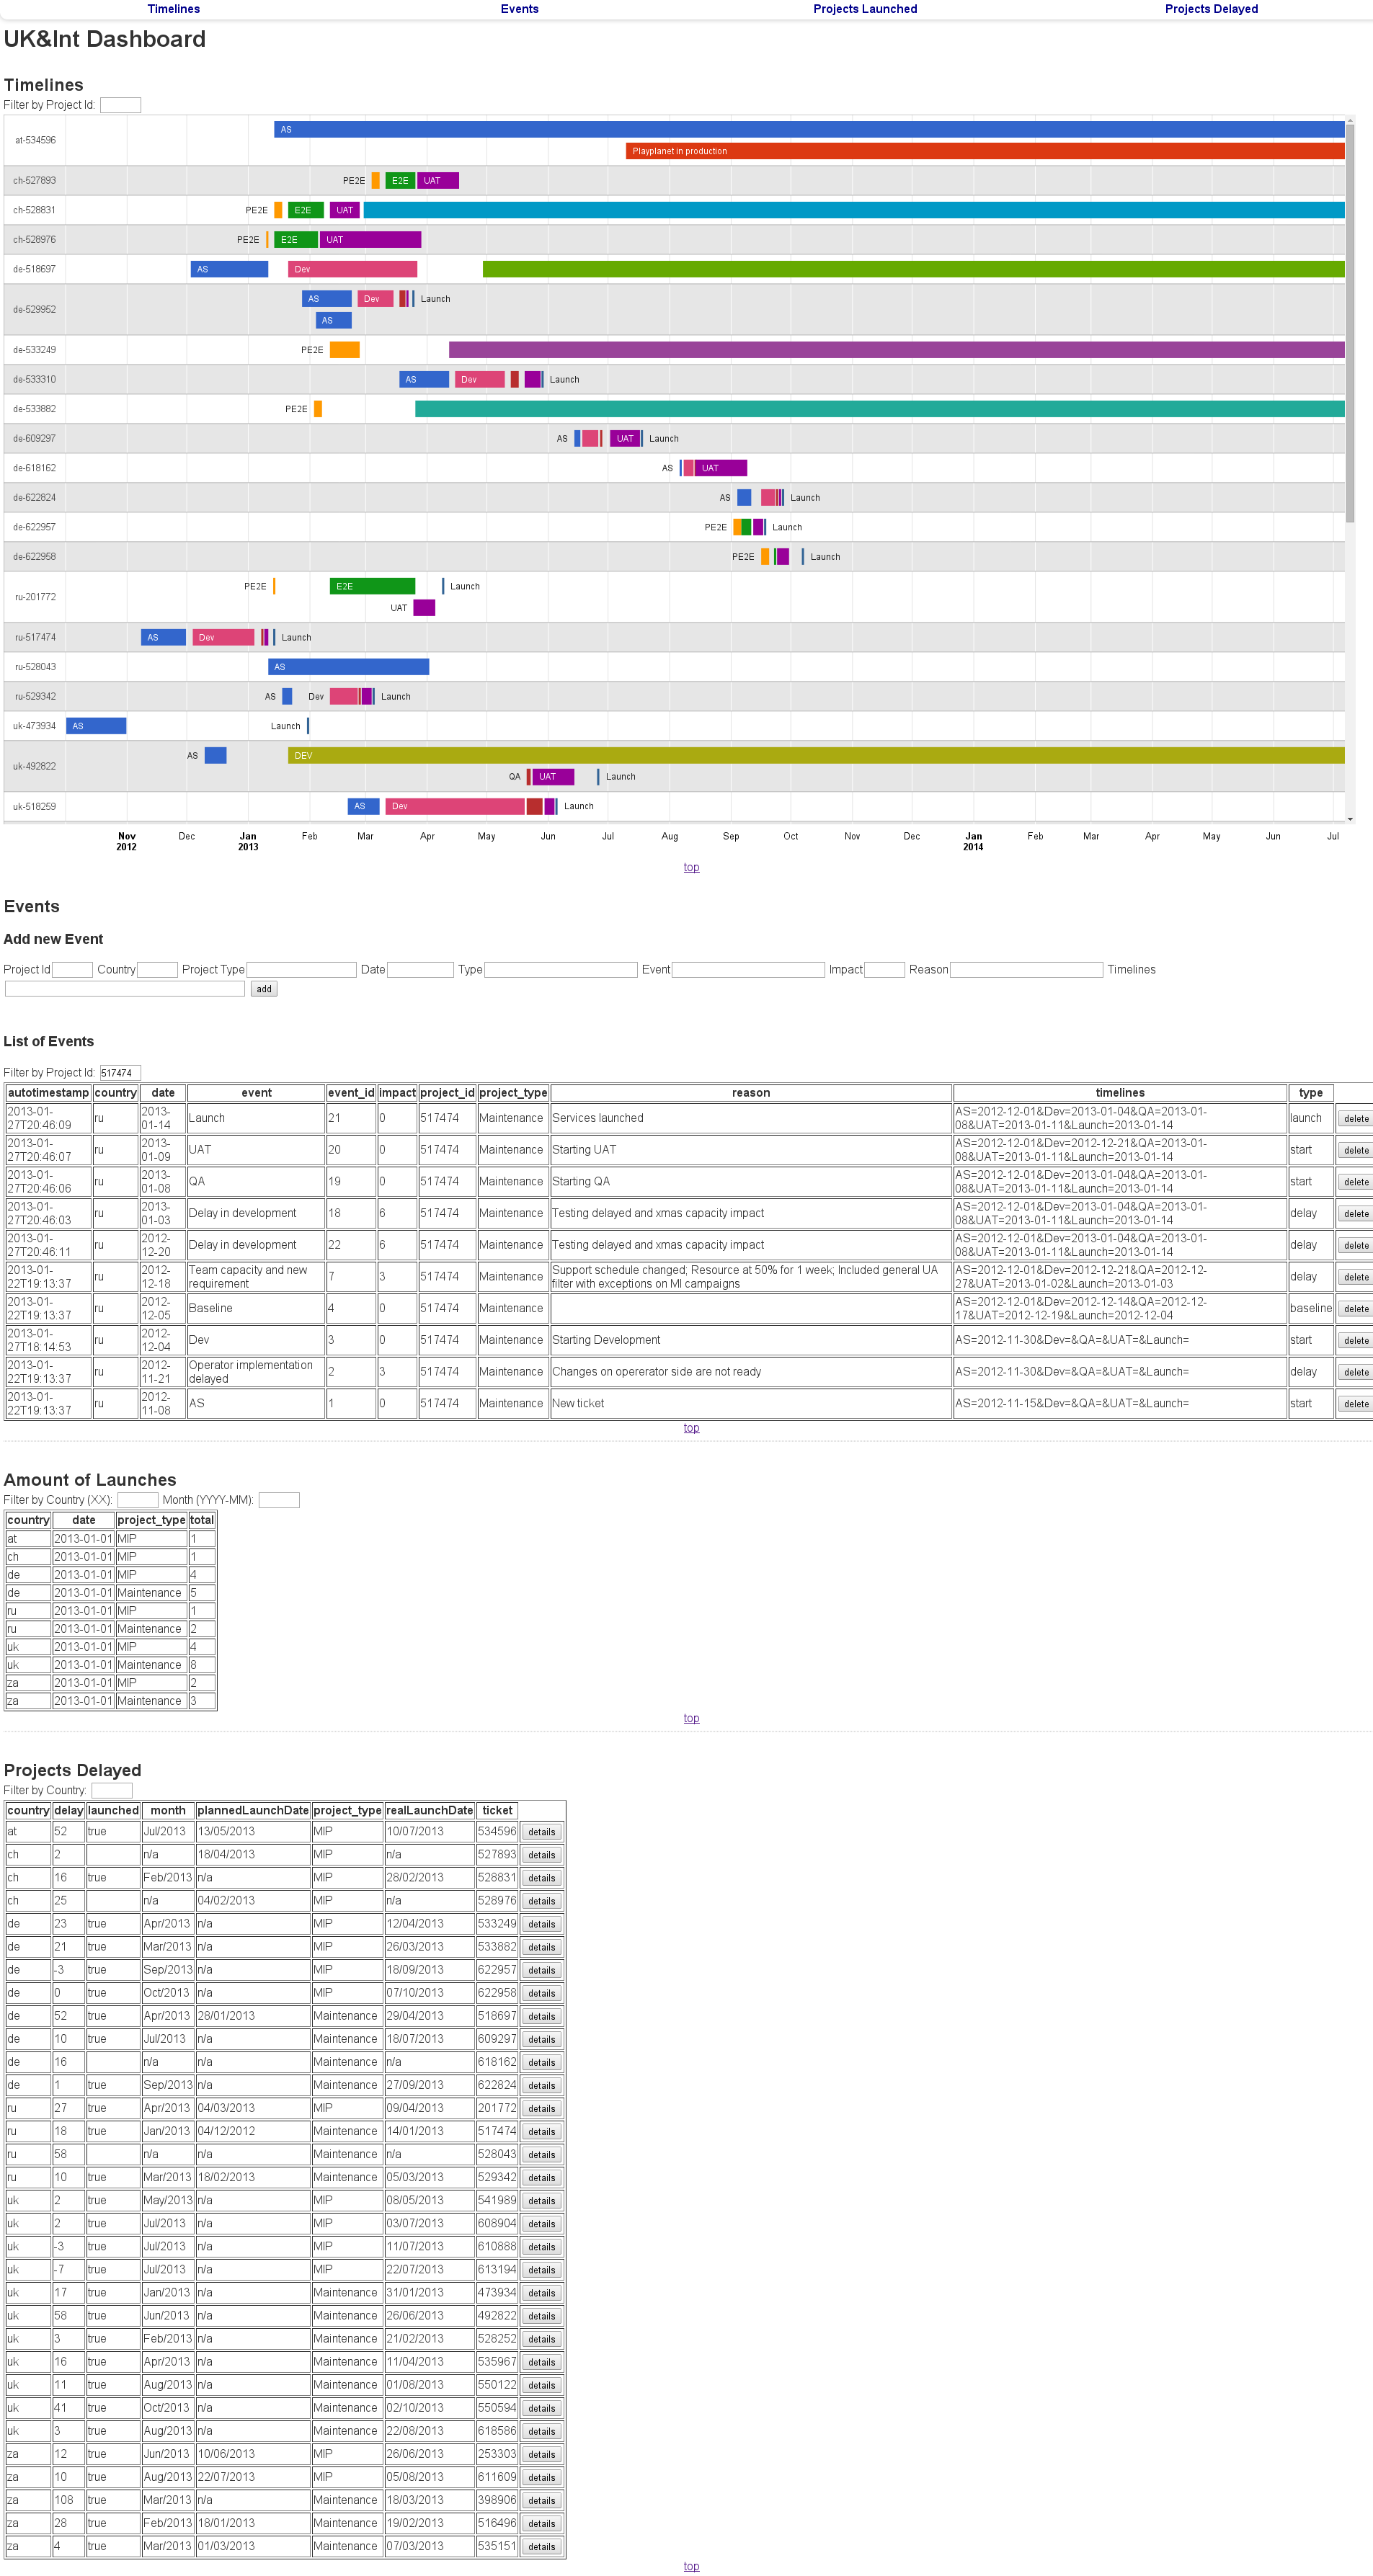 Timelines Events Projects Launched Projects Delayed
UK&Int Dashboard
Timelines
Filter by Project Id:
at-534596 AS
Playplanet in production
ch-527893 PE2E E2E UAT
ch-528831 PE2E E2E UAT
ch-528976 PE2E E2E UAT
de-518697 AS Dev
de-529952 AS Dev Launch
AS
de-533249 PE2E
de-533310 AS Dev Launch
de-533882 PE2E
de-609297 AS UAT Launch
de-618162 AS UAT
de-622824 AS Launch
de-622957 PE2E Launch
de-622958 PE2E Launch
ru-201772 PE2E E2E Launch
UAT
ru-517474 AS Dev Launch
ru-528043 AS
ru-529342 AS Dev Launch
uk-473934 AS Launch
uk-492822 AS DEV
QA UAT Launch
uk-518259 AS Dev Launch
Nov Dec Jan Feb Mar Apr May Jun Jul Aug Sep Oct Nov Dec Jan Feb Mar Apr May Jun Jul
2012 2013 2014
top
Events
Add new Event
Project Id Country Project Type Date Type Event Impact Reason Timelines
add
List of Events
Filter by Project Id: 517474
autotimestamp country date event event_id impact project_id project_type reason timelines type
2013-01-27T20:46:09 ru 2013-01-14 Launch 21 0 517474 Maintenance Services launched AS=2012-12-01&Dev=2013-01-04&QA=2013-01-08&UAT=2013-01-11&Launch=2013-01-14 launch delete
2013-01-27T20:46:07 ru 2013-01-09 UAT 20 0 517474 Maintenance Starting UAT AS=2012-12-01&Dev=2012-12-21&QA=2013-01-08&UAT=2013-01-11&Launch=2013-01-14 start delete
2013-01-27T20:46:06 ru 2013-01-08 QA 19 0 517474 Maintenance Starting QA AS=2012-12-01&Dev=2013-01-04&QA=2013-01-08&UAT=2013-01-11&Launch=2013-01-14 start delete
2013-01-27T20:46:03 ru 2013-01-03 Delay in development 18 6 517474 Maintenance Testing delayed and xmas capacity impact AS=2012-12-01&Dev=2013-01-04&QA=2013-01-08&UAT=2013-01-11&Launch=2013-01-14 delay delete
2013-01-27T20:46:11 ru 2012-12-20 Delay in development 22 6 517474 Maintenance Testing delayed and xmas capacity impact AS=2012-12-01&Dev=2013-01-04&QA=2013-01-08&UAT=2013-01-11&Launch=2013-01-14 delay delete
2013-01-22T19:13:37 ru 2012-12-18 Team capacity and new requirement 7 3 517474 Maintenance Support schedule changed; Resource at 50% for 1 week; Included general UA filter with exceptions on MI campaigns AS=2012-12-01&Dev=2012-12-21&QA=2012-12-27&UAT=2013-01-02&Launch=2013-01-03 delay delete
2013-01-22T19:13:37 ru 2012-12-05 Baseline 4 0 517474 Maintenance AS=2012-12-01&Dev=2012-12-14&QA=2012-12-17&UAT=2012-12-19&Launch=2012-12-04 baseline delete
2013-01-27T18:14:53 ru 2012-12-04 Dev 3 0 517474 Maintenance Starting Development AS=2012-11-30&Dev=&QA=&UAT=&Launch= start delete
2013-01-22T19:13:37 ru 2012-11-21 Operator implementation delayed 2 3 517474 Maintenance Changes on opererator side are not ready AS=2012-11-30&Dev=&QA=&UAT=&Launch= delay delete
2013-01-22T19:13:37 ru 2012-11-08 AS 1 0 517474 Maintenance New ticket AS=2012-11-15&Dev=&QA=&UAT=&Launch= start delete
top
Amount of Launches
Filter by Country (XX): Month (YYYY-MM):
country date project_type total
at 2013-01-01 MIP 1
ch 2013-01-01 MIP 1
de 2013-01-01 MIP 4
de 2013-01-01 Maintenance 5
ru 2013-01-01 MIP 1
ru 2013-01-01 Maintenance 2
uk 2013-01-01 MIP 4
uk 2013-01-01 Maintenance 8
za 2013-01-01 MIP 2
za 2013-01-01 Maintenance 3
top
Projects Delayed
Filter by Country:
country delay launched month plannedLaunchDate project_type realLaunchDate ticket
at 52 true Jul/2013 13/05/2013 MIP 10/07/2013 534596 details
ch 2 n/a 18/04/2013 MIP n/a 527893 details
ch 16 true Feb/2013 n/a MIP 28/02/2013 528831 details
ch 25 n/a 04/02/2013 MIP n/a 528976 details
de 23 true Apr/2013 n/a MIP 12/04/2013 533249 details
de 21 true Mar/2013 n/a MIP 26/03/2013 533882 details
de -3 true Sep/2013 n/a MIP 18/09/2013 622957 details
de 0 true Oct/2013 n/a MIP 07/10/2013 622958 details
de 52 true Apr/2013 28/01/2013 Maintenance 29/04/2013 518697 details
de 10 true Jul/2013 n/a Maintenance 18/07/2013 609297 details
de 16 n/a n/a Maintenance n/a 618162 details
de 1 true Sep/2013 n/a Maintenance 27/09/2013 622824 details
ru 27 true Apr/2013 04/03/2013 MIP 09/04/2013 201772 details
ru 18 true Jan/2013 04/12/2012 Maintenance 14/01/2013 517474 details
ru 58 n/a n/a Maintenance n/a 528043 details
ru 10 true Mar/2013 18/02/2013 Maintenance 05/03/2013 529342 details
uk 2 true May/2013 n/a MIP 08/05/2013 541989 details
uk 2 true Jul/2013 n/a MIP 03/07/2013 608904 details
uk -3 true Jul/2013 n/a MIP 11/07/2013 610888 details
uk -7 true Jul/2013 n/a MIP 22/07/2013 613194 details
uk 17 true Jan/2013 n/a Maintenance 31/01/2013 473934 details
uk 58 true Jun/2013 n/a Maintenance 26/06/2013 492822 details
uk 3 true Feb/2013 n/a Maintenance 21/02/2013 528252 details
uk 16 true Apr/2013 n/a Maintenance 11/04/2013 535967 details
uk 11 true Aug/2013 n/a Maintenance 01/08/2013 550122 details
uk 41 true Oct/2013 n/a Maintenance 02/10/2013 550594 details
uk 3 true Aug/2013 n/a Maintenance 22/08/2013 618586 details
za 12 true Jun/2013 10/06/2013 MIP 26/06/2013 253303 details
za 10 true Aug/2013 22/07/2013 MIP 05/08/2013 611609 details
za 108 true Mar/2013 n/a Maintenance 18/03/2013 398906 details
za 28 true Feb/2013 18/01/2013 Maintenance 19/02/2013 516496 details
za 4 true Mar/2013 01/03/2013 Maintenance 07/03/2013 535151 details
top